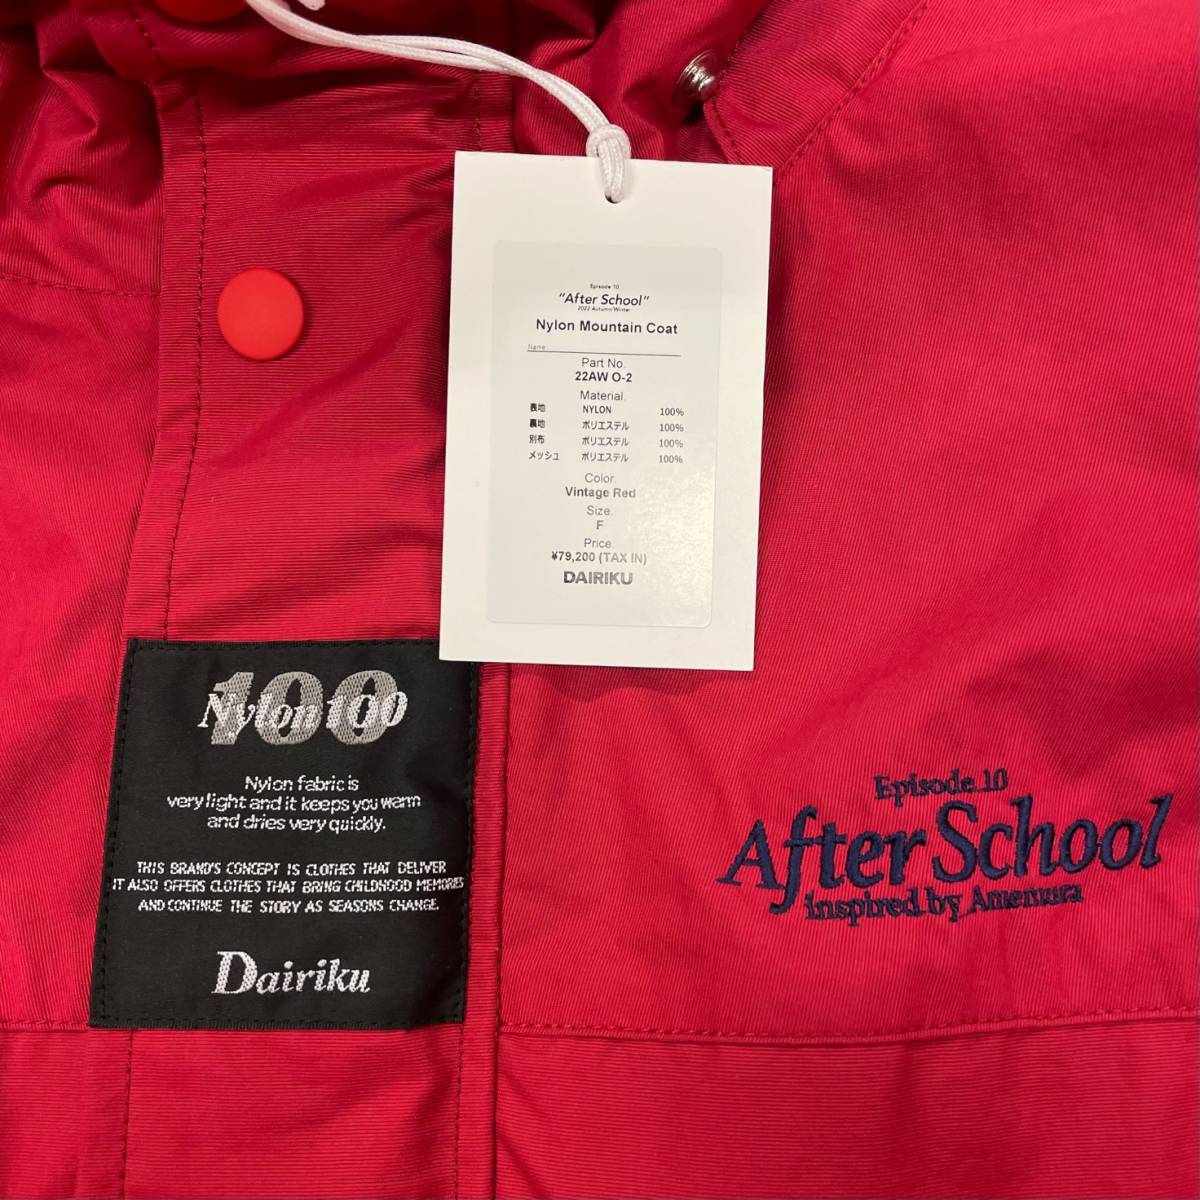 Episode 10
"After School"
2022 Autumn/Winter
Nylon Mountain Coat
Name
Part No.
22AW O-2
Material.
表地 NYLON 100%
裏地 ポリエステル 100%
別布 ポリエステル 100%
メッシュ ポリエステル 100%
Color.
Vintage Red
Size.
F
Price.
¥79,200 (TAX IN)
DAIRIKU
100
Nylon100
Nylon fabric is
very light and it keeps you warm
and dries very quickly.
THIS BRAND'S CONCEPT IS CLOTHES THAT DELIVER
IT ALSO OFFERS CLOTHES THAT BRING CHILDHOOD MEMORIES
AND CONTINUE THE STORY AS SEASONS CHANGE.
Dairiku
Episode 10
After School
inspired by Amemura